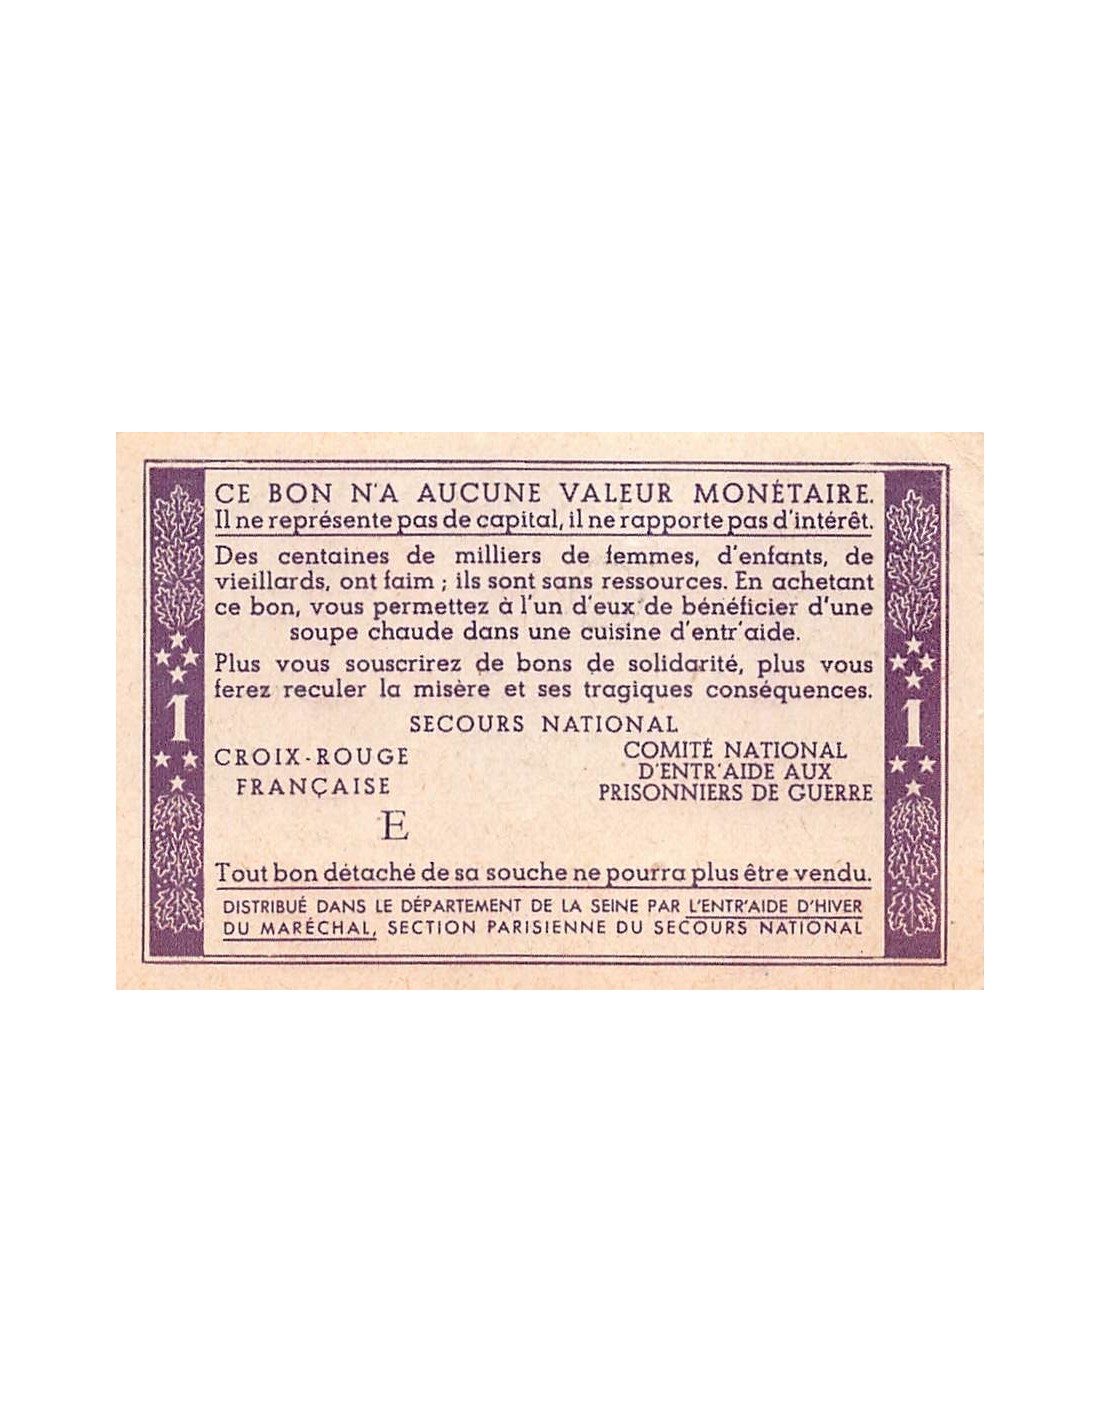 CE BON N'A AUCUNE VALEUR MONÉTAIRE.
Il ne représente pas de capital, il ne rapporte pas d'intérêt.
Des centaines de milliers de femmes, d'enfants, de
vieillards, ont faim ; ils sont sans ressources. En achetant
ce bon, vous permettez à l'un d'eux de bénéficier d'une
soupe chaude dans une cuisine d'entr'aide.
Plus vous souscrirez de bons de solidarité, plus vous
ferez reculer la misère et ses tragiques conséquences.
1
1
SECOURS NATIONAL
CROIX-ROUGE
FRANÇAISE
COMITÉ NATIONAL
D'ENTR'AIDE AUX
PRISONNIERS DE GUERRE
E
Tout bon détaché de sa souche ne pourra plus être vendu.
DISTRIBUÉ DANS LE DÉPARTEMENT DE LA SEINE PAR L'ENTR'AIDE D'HIVER
DU MARÉCHAL, SECTION PARISIENNE DU SECOURS NATIONAL